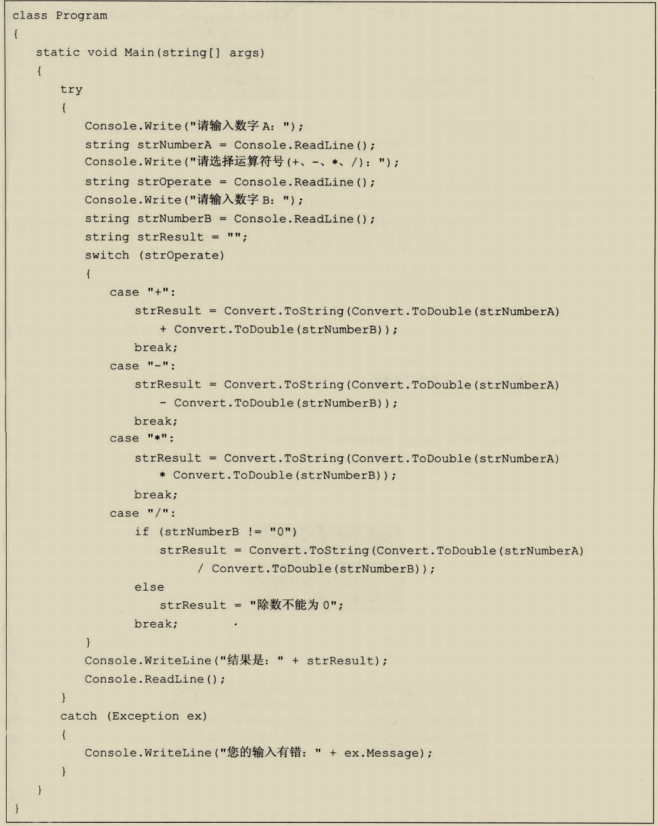 class Program
{
static void Main(string[] args)
{
try
{
Console.Write("请输入数字 A: ");
string strNumberA = Console.ReadLine();
Console.Write("请选择运算符号(+、-、*、/): ");
string strOperate = Console.ReadLine();
Console.Write("请输入数字 B: ");
string strNumberB = Console.ReadLine();
string strResult = "";
switch (strOperate)
{
case "+":
strResult = Convert.ToString(Convert.ToDouble(strNumberA)
+ Convert.ToDouble(strNumberB));
break;
case "-":
strResult = Convert.ToString(Convert.ToDouble(strNumberA)
- Convert.ToDouble(strNumberB));
break;
case "*":
strResult = Convert.ToString(Convert.ToDouble(strNumberA)
* Convert.ToDouble(strNumberB));
break;
case "/":
if (strNumberB != "0")
strResult = Convert.ToString(Convert.ToDouble(strNumberA)
/ Convert.ToDouble(strNumberB));
else
strResult = "除数不能为 0";
break;
}
Console.WriteLine("结果是: " + strResult);
Console.ReadLine();
}
catch (Exception ex)
{
Console.WriteLine("您的输入有错: " + ex.Message);
}
}
}